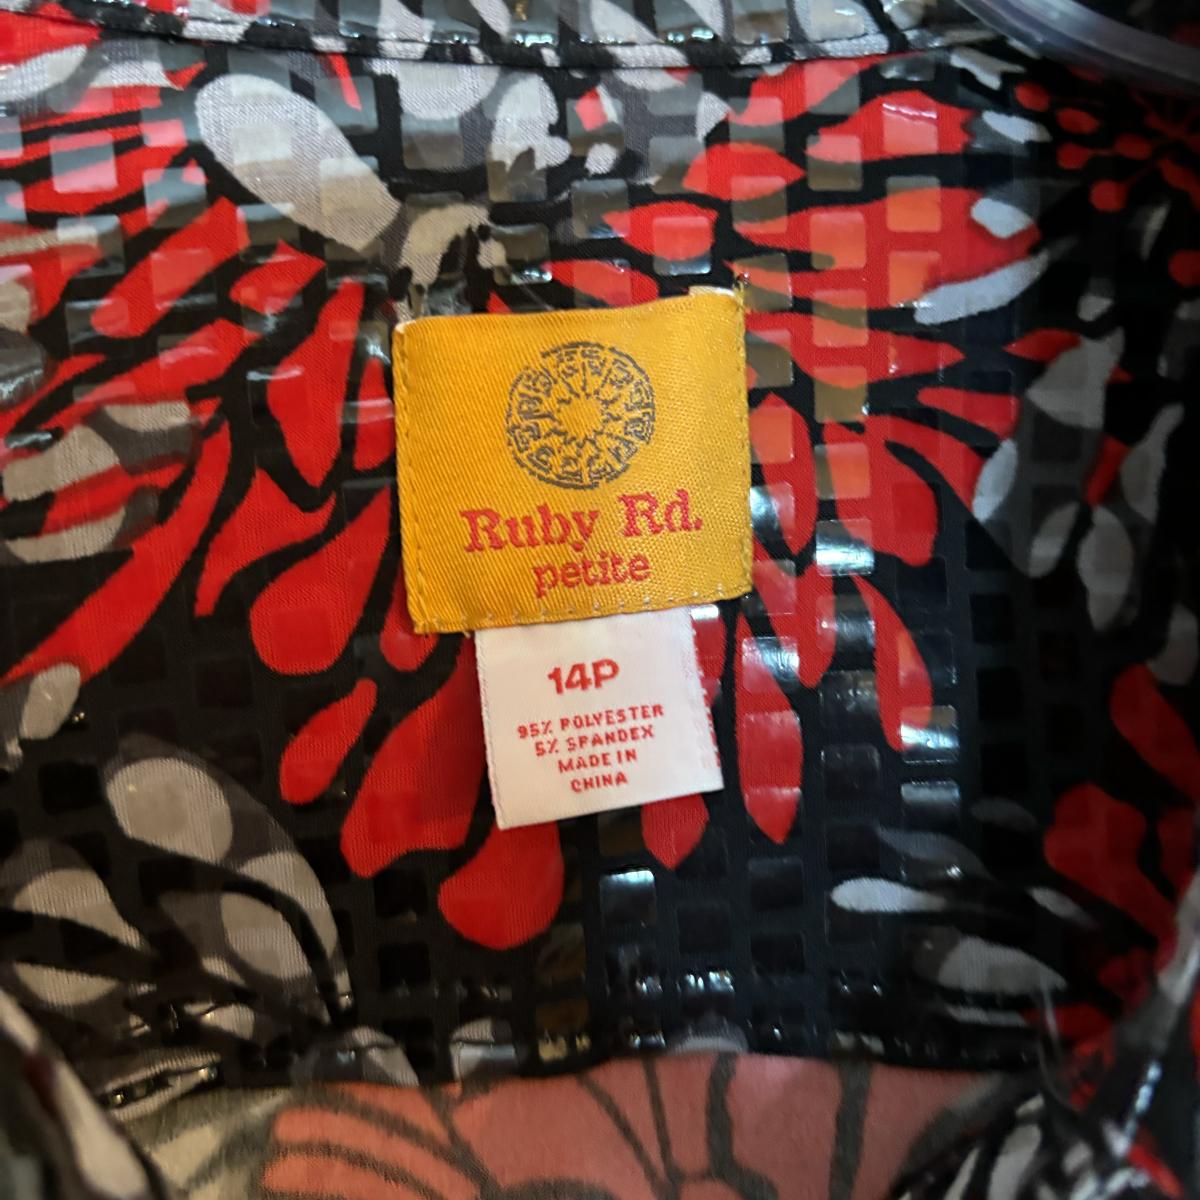 Ruby Rd.
petite
14P
95% POLYESTER
5% SPANDEX
MADE IN
CHINA